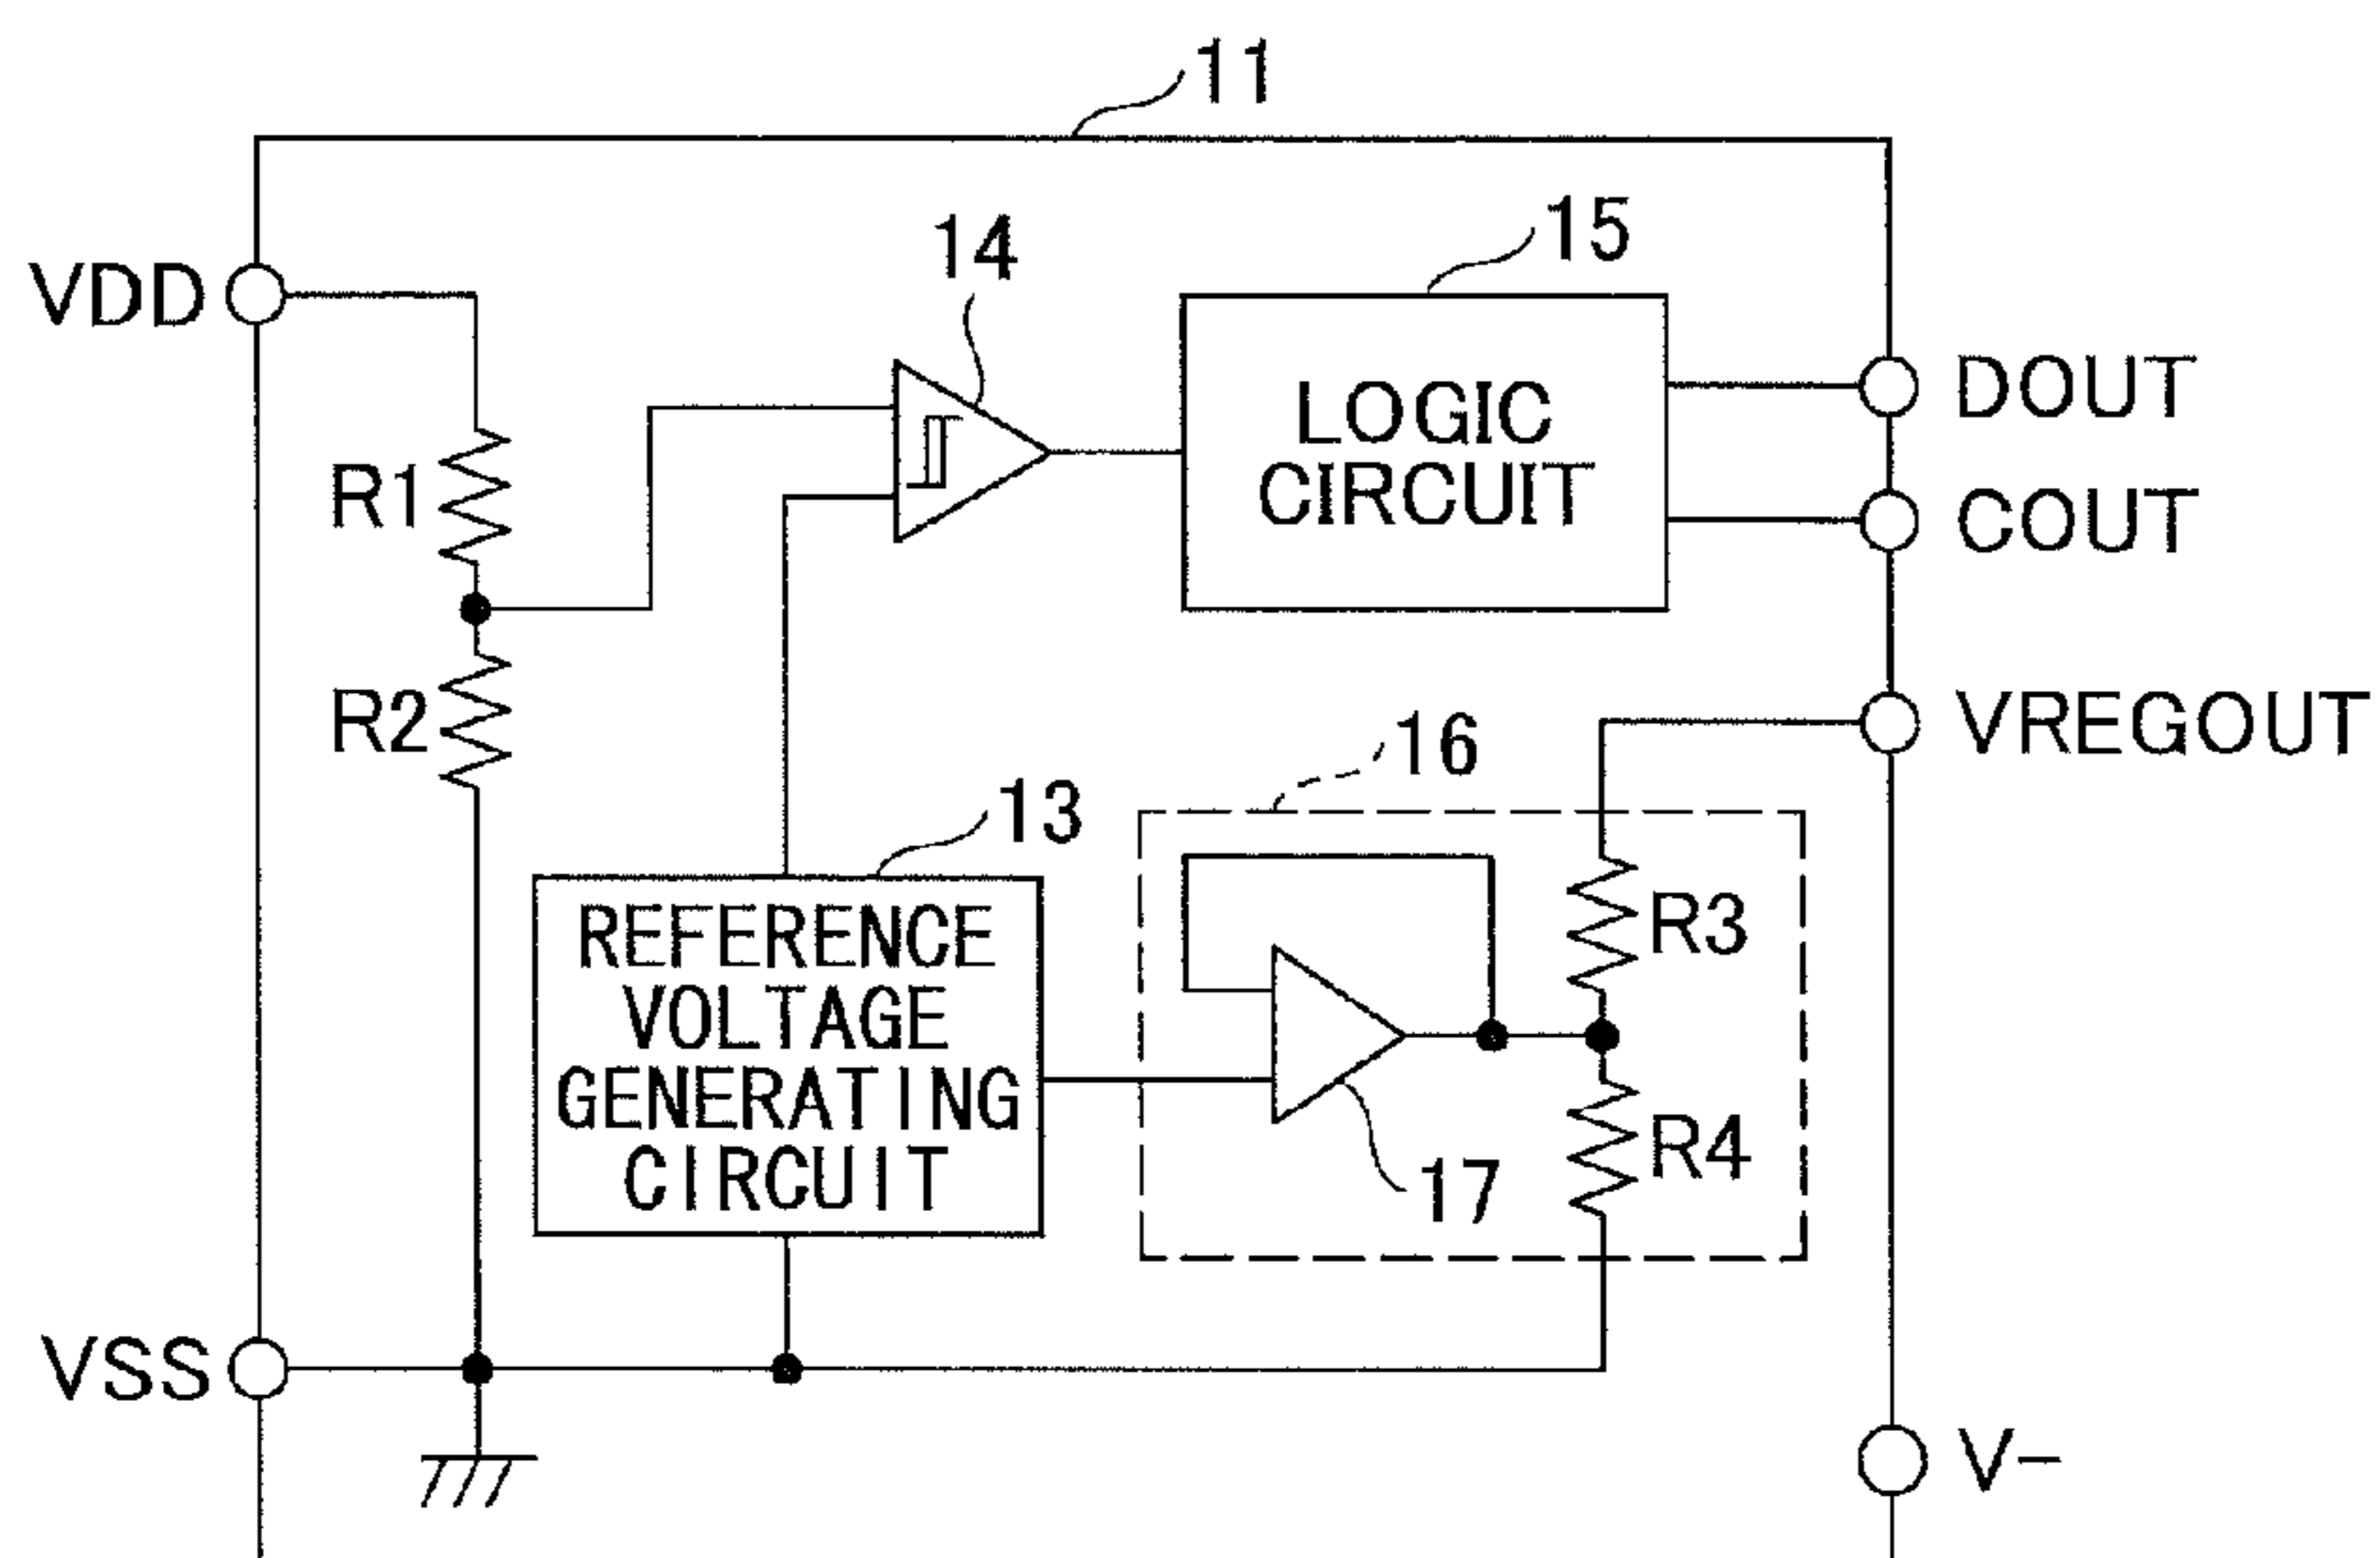 11
VDD
14
15
LOGIC
CIRCUIT
DOUT
COUT
R1
R2
VREGOUT
16
13
REFERENCE
VOLTAGE
GENERATING
CIRCUIT
R3
R4
17
VSS
V-